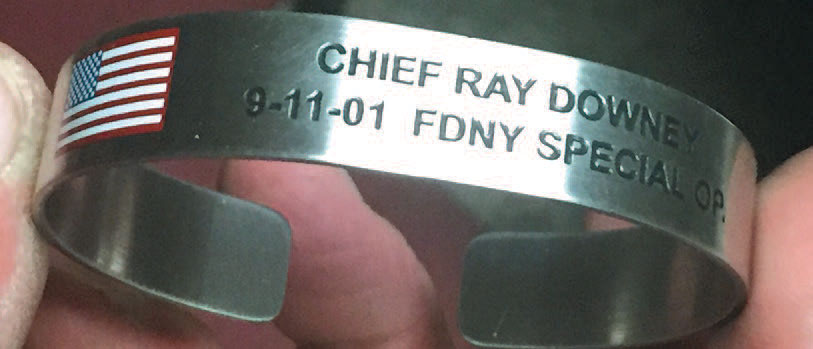 CHIEF RAY DOWNEY
9-11-01 FDNY SPECIAL OP.